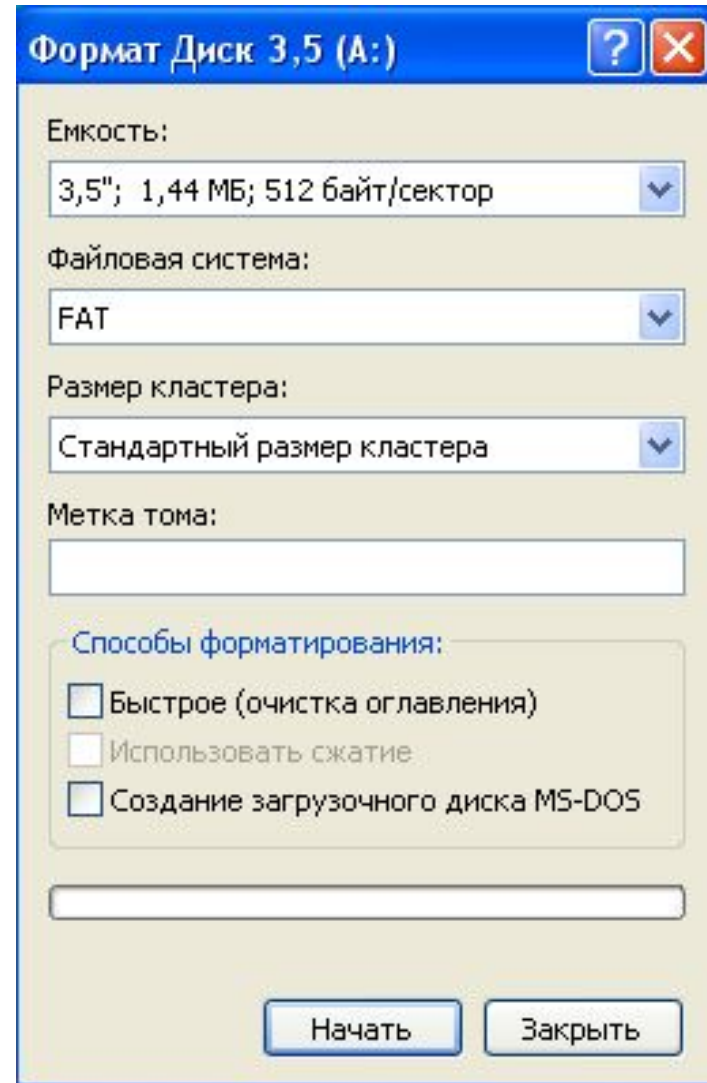 Формат Диск 3,5 (A:)
Емкость:
3,5"; 1,44 МБ; 512 байт/сектор
Файловая система:
FAT
Размер кластера:
Стандартный размер кластера
Метка тома:
Способы форматирования:
Быстрое (очистка оглавления)
Использовать сжатие
Создание загрузочного диска MS-DOS
Начать Закрыть